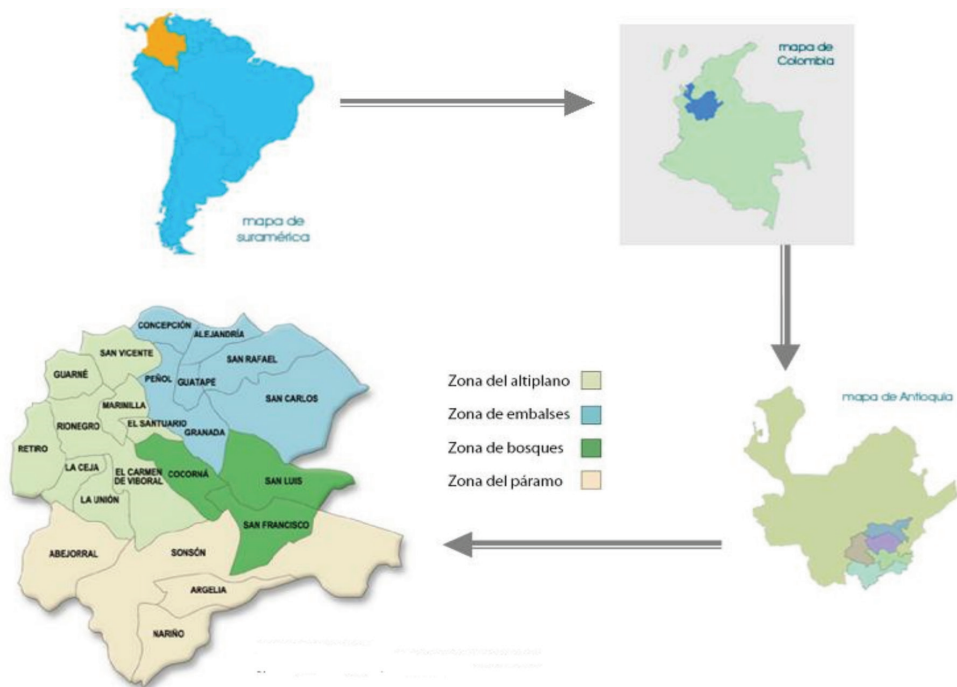 mapa de
suramérica
mapa de
Colombia
CONCEPCIÓN
ALEJANDRÍA
SAN VICENTE
SAN RAFAEL
GUARNÉ
PEÑOL
GUATAPÉ
SAN CARLOS
MARINILLA
RIONEGRO
EL SANTUARIO
GRANADA
RETIRO
LA CEJA
EL CARMEN
DE VIBORAL
COCORNÁ
SAN LUIS
LA UNIÓN
SAN FRANCISCO
ABEJORRAL
SONSÓN
ARGELIA
NARIÑO
Zona del altiplano
Zona de embalses
Zona de bosques
Zona del páramo
mapa de Antioquia